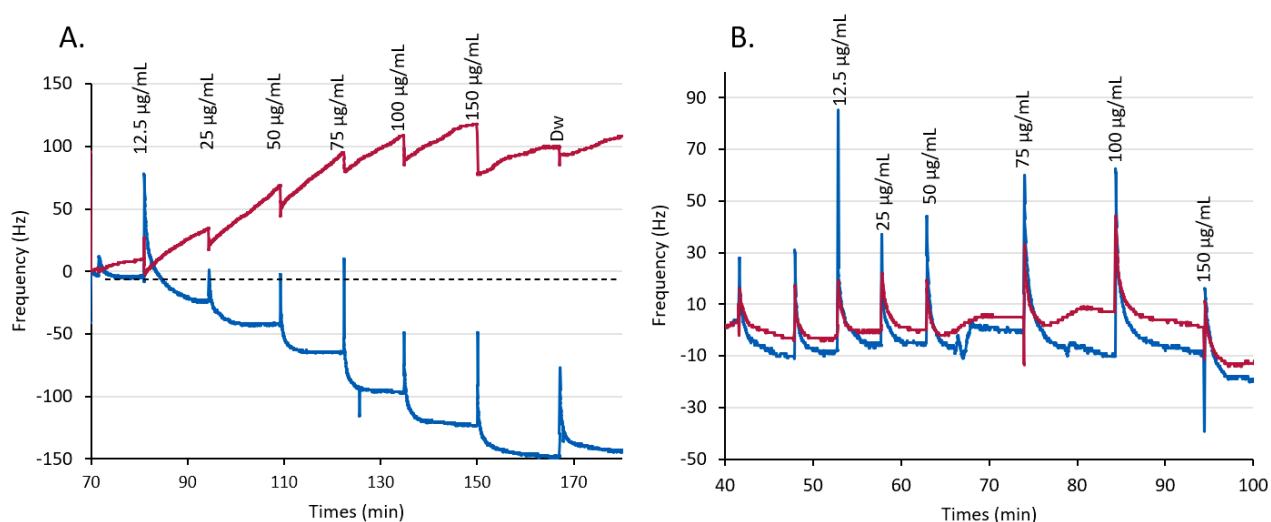 A.
150
100
50
0
-50
-100
-150
Frequency (Hz)
12.5 µg/mL
25 µg/mL
50 µg/mL
75 µg/mL
100 µg/mL
150 µg/mL
Dw
70
90
110
130
150
170
Times (min)
B.
90
70
50
30
10
-10
-30
-50
Frequency (Hz)
12.5 µg/mL
25 µg/mL
50 µg/mL
75 µg/mL
100 µg/mL
150 µg/mL
40
50
60
70
80
90
100
Times (min)